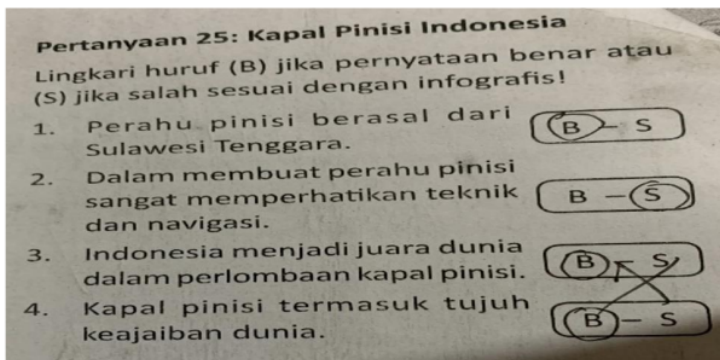 Pertanyaan 25: Kapal Pinisi Indonesia
Lingkari huruf (B) jika pernyataan benar atau
(S) jika salah sesuai dengan infografis!
1. Perahu pinisi berasal dari
Sulawesi Tenggara.
B – S
2. Dalam membuat perahu pinisi
sangat memperhatikan teknik
dan navigasi.
B – S
3. Indonesia menjadi juara dunia
dalam perlombaan kapal pinisi.
B – S
4. Kapal pinisi termasuk tujuh
keajaiban dunia.
B – S